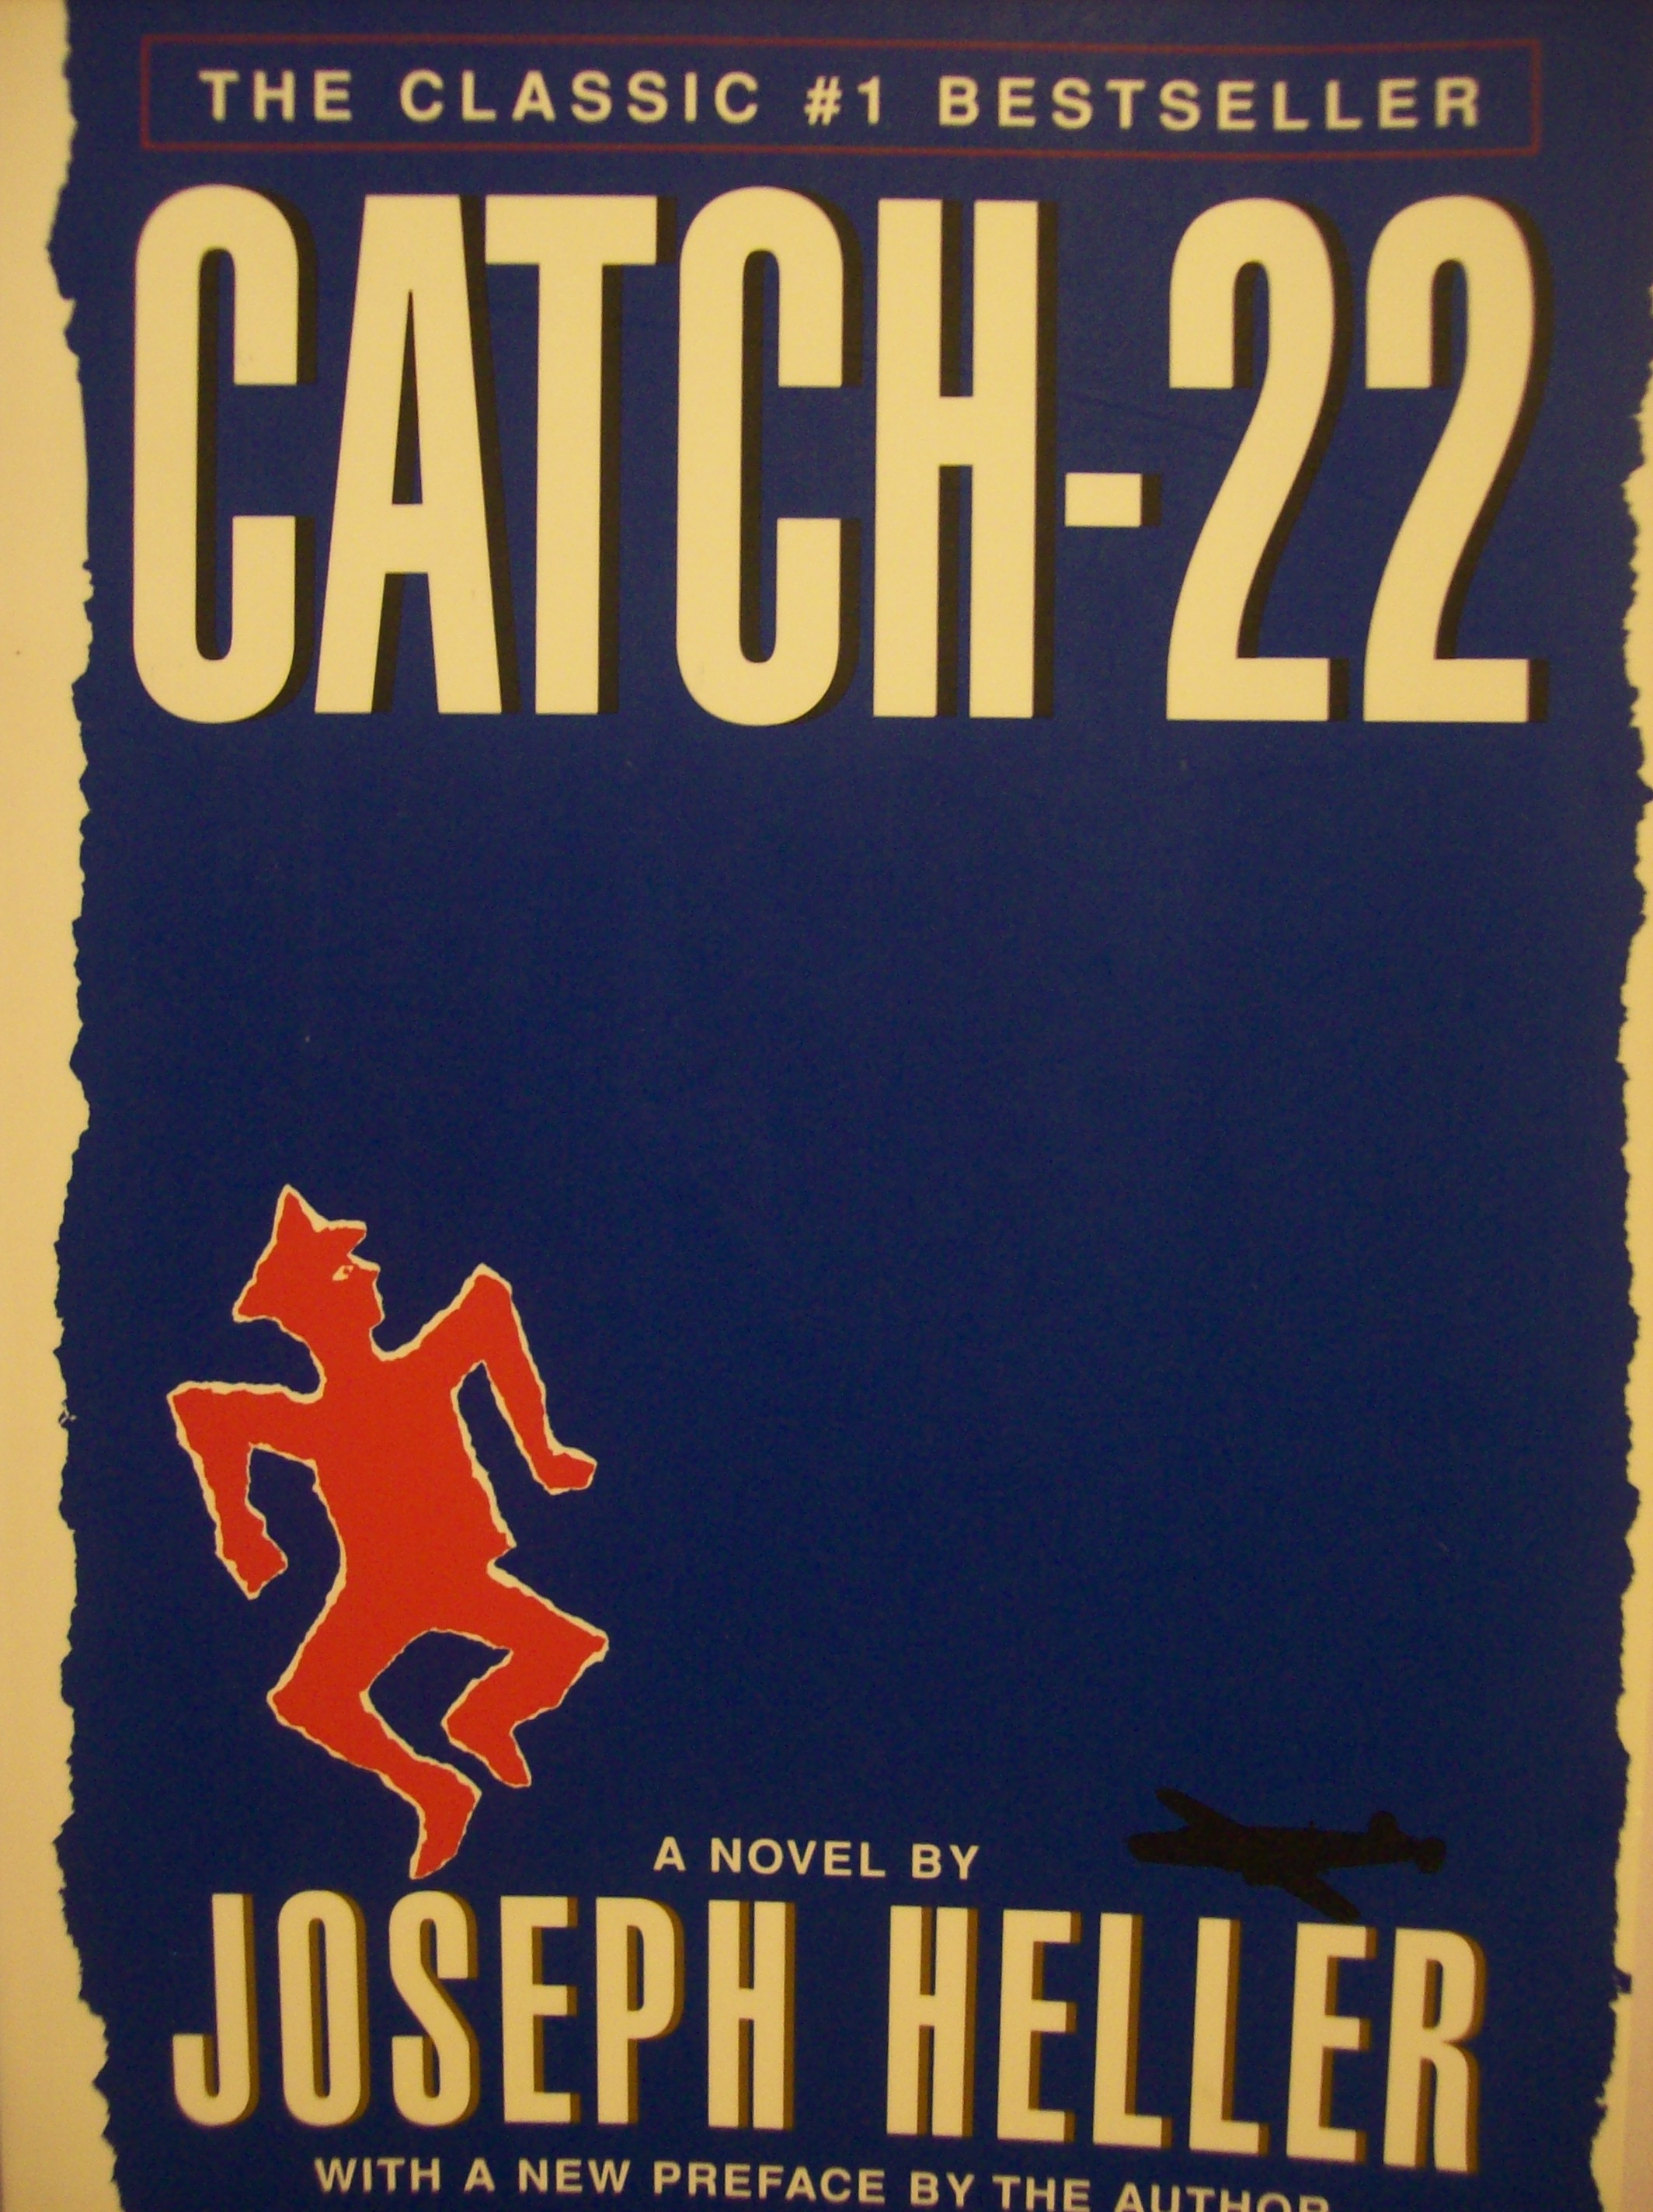 THE CLASSIC #1 BESTSELLER
CATCH-22
A NOVEL BY
JOSEPH HELLER
WITH A NEW PREFACE BY THE AUTHOR